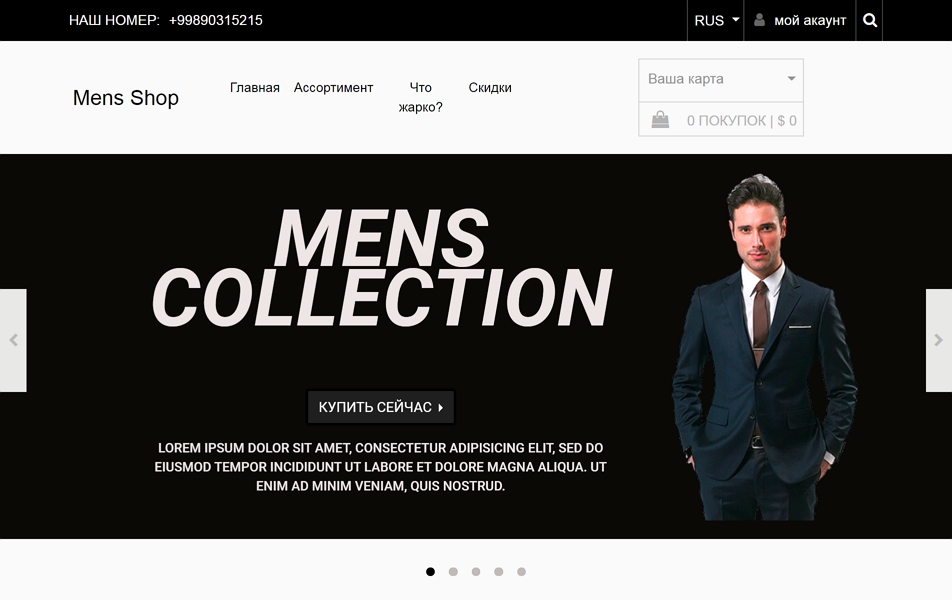 НАШ НОМЕР: +99890315215
RUS
мой акаунт
Mens Shop
Главная
Ассортимент
Что
жарко?
Скидки
Ваша карта
0 ПОКУПОК | $ 0
MENS
COLLECTION
КУПИТЬ СЕЙЧАС
LOREM IPSUM DOLOR SIT AMET, CONSECTETUR ADIPISICING ELIT, SED DO
EIUSMOD TEMPOR INCIDIDUNT UT LABORE ET DOLORE MAGNA ALIQUA. UT
ENIM AD MINIM VENIAM, QUIS NOSTRUD.